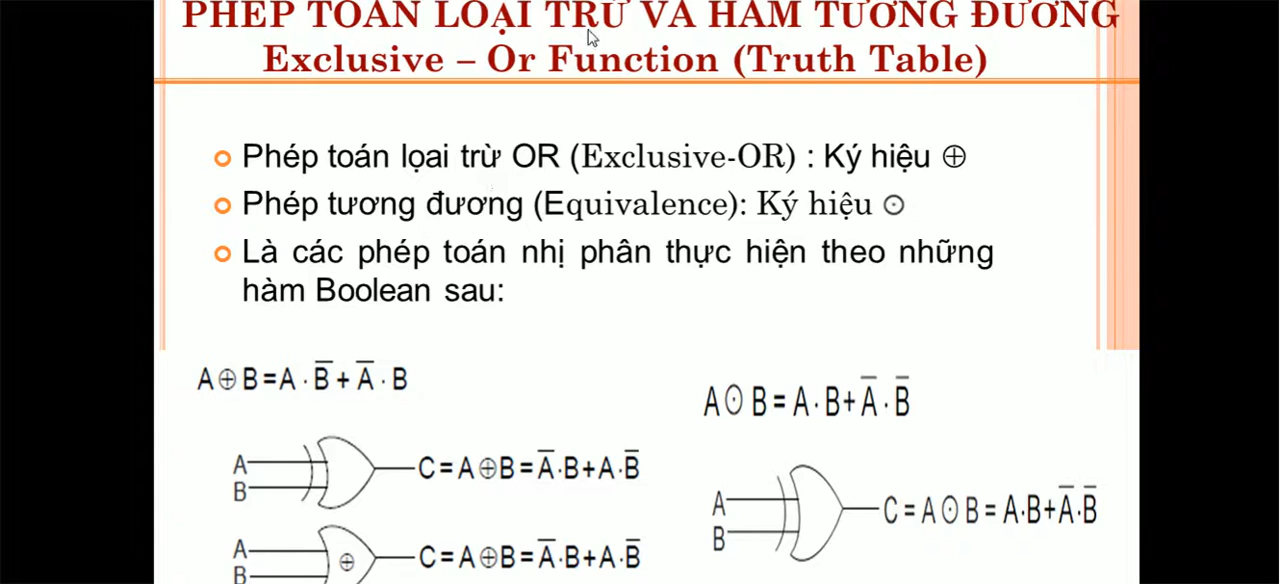 PHÉP TOÁN LOẠI TRỪ VÀ HÀM TƯƠNG ĐƯƠNG
Exclusive – Or Function (Truth Table)
Phép toán lọai trừ OR (Exclusive-OR) : Ký hiệu ⊕
Phép tương đương (Equivalence): Ký hiệu ⊙
Là các phép toán nhị phân thực hiện theo những
hàm Boolean sau:
A⊕B=A·B̅+A̅·B
A⊙B=A·B+A̅·B̅
A
B
C=A⊕B=A̅·B+A·B̅
A
B
C=A⊙B=A·B+A̅·B̅
A
B
⊕
C=A⊕B=A̅·B+A·B̅